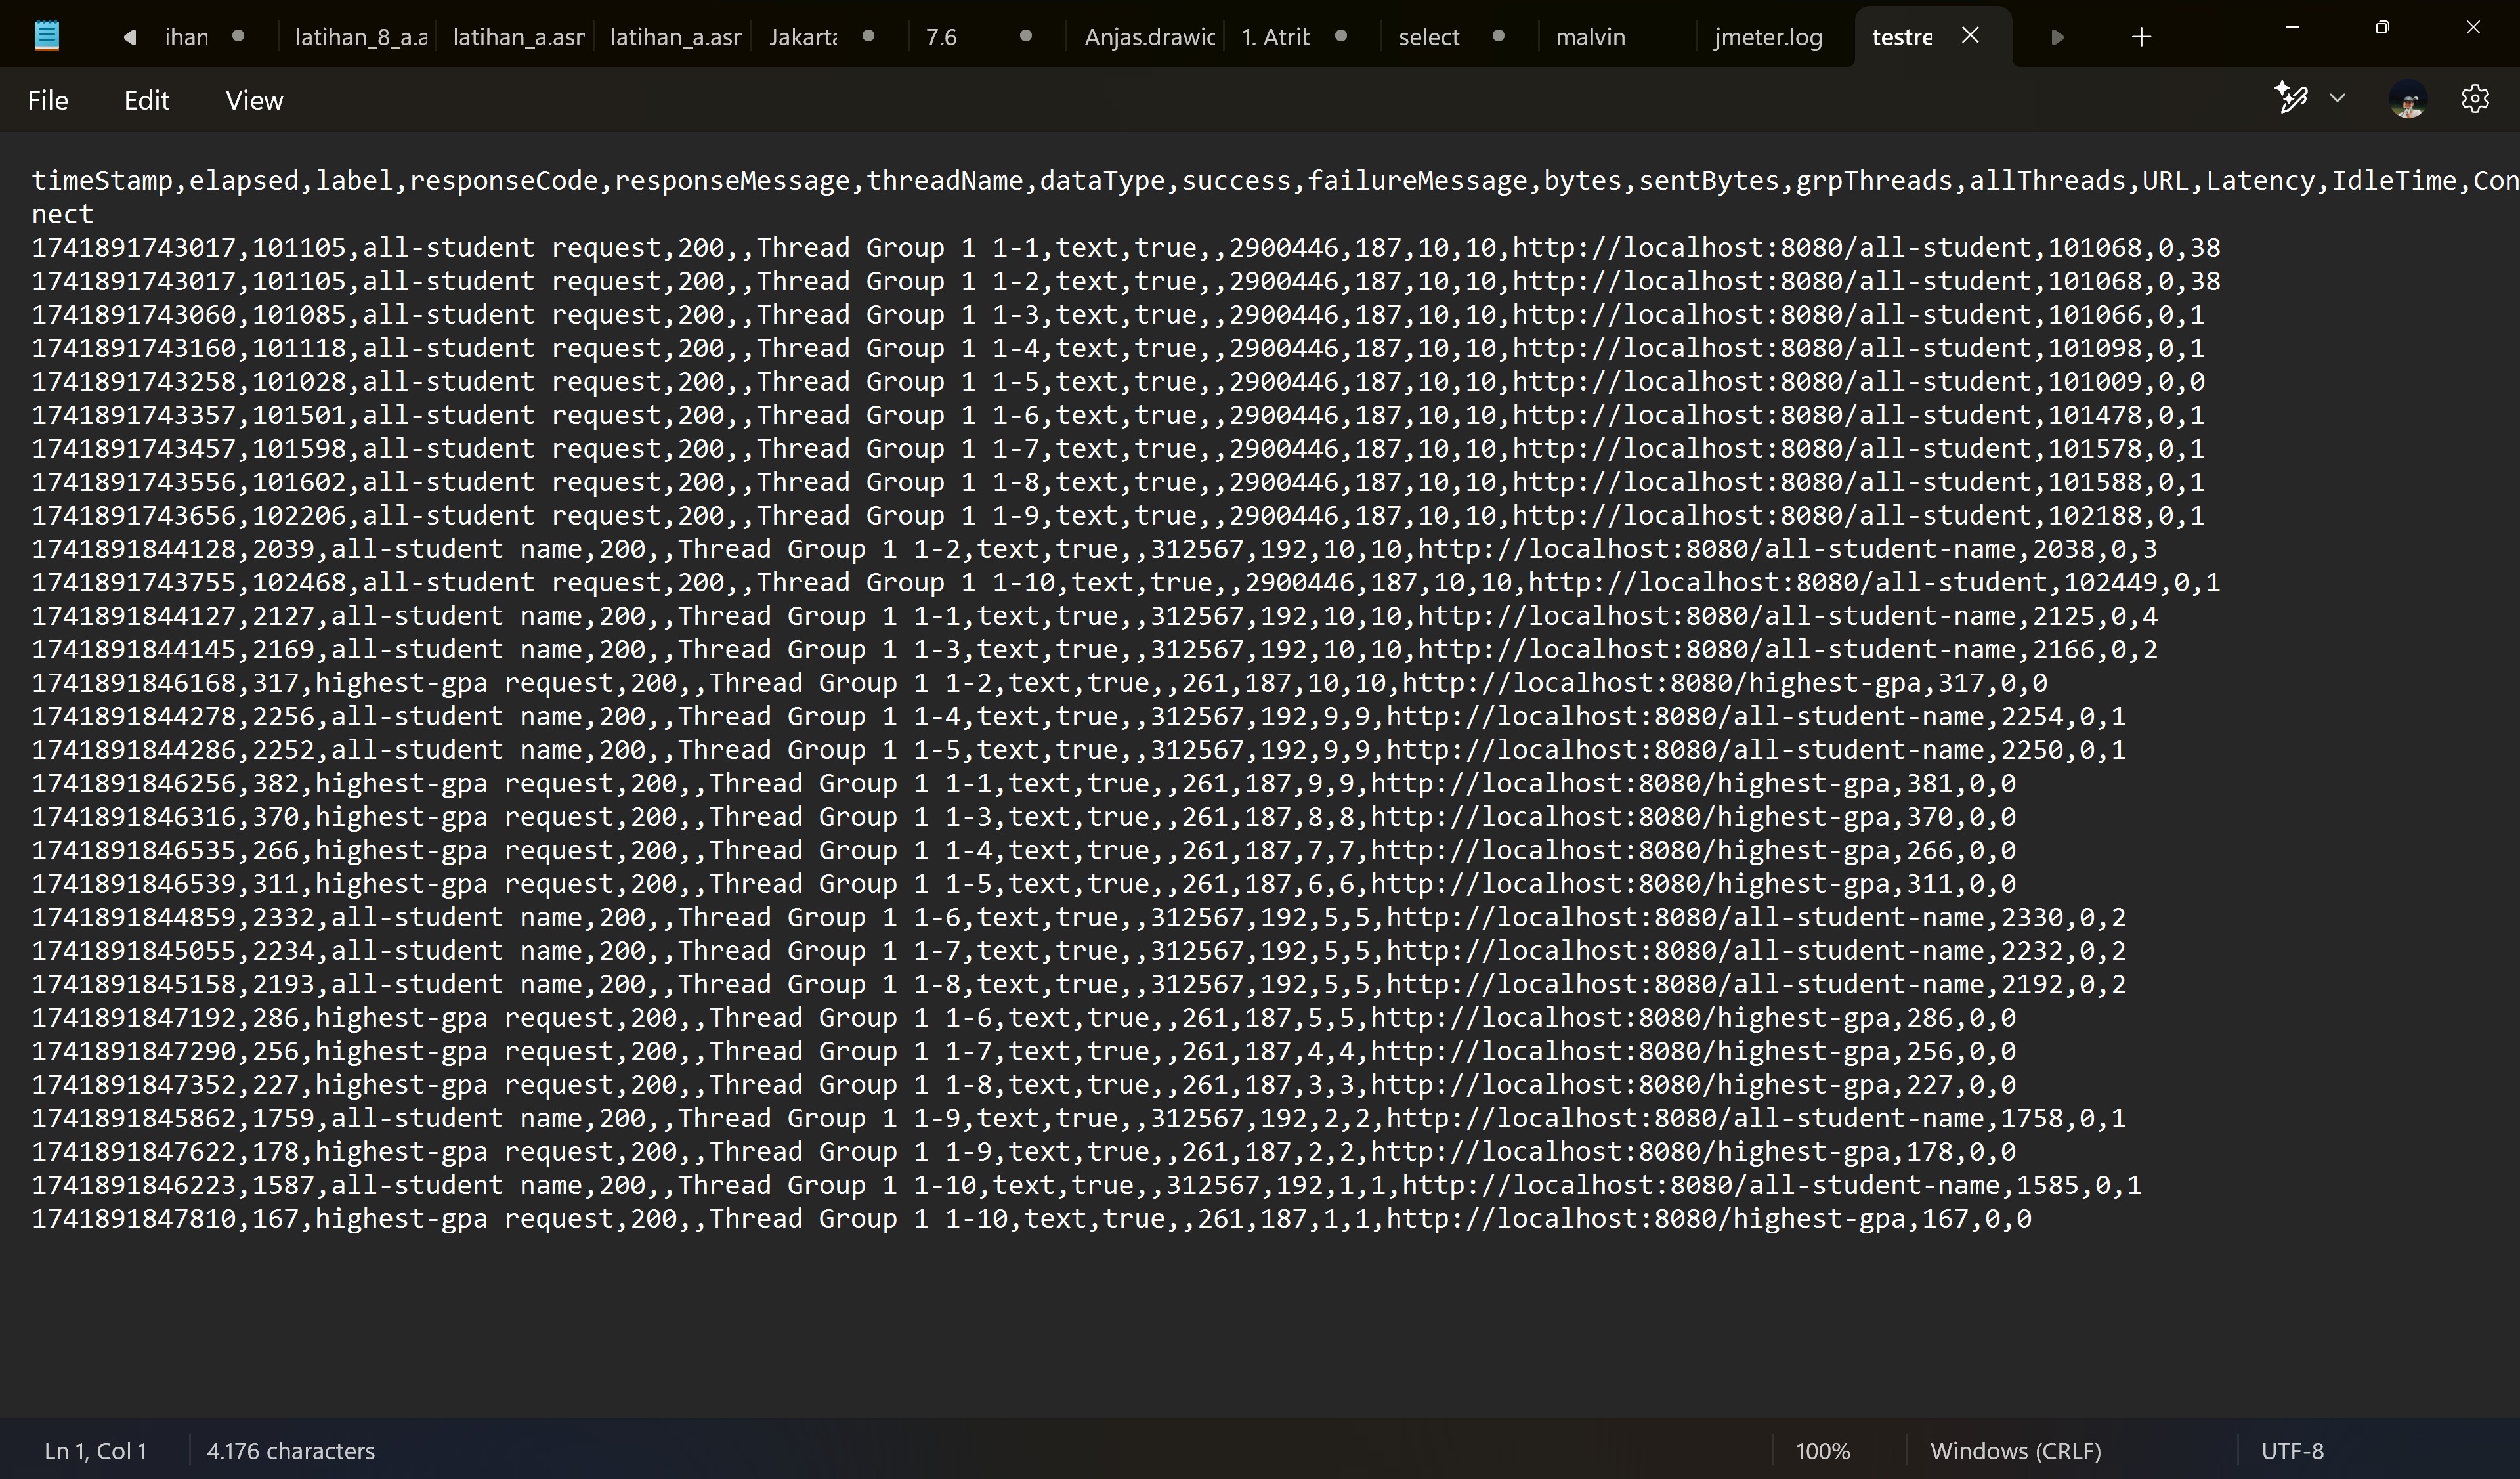 ihan
latihan_8_a.a
latihan_a.asr
latihan_a.asr
Jakarta
7.6
Anjas.drawio
1. Atrib
select
malvin
jmeter.log
testre
File Edit View
timeStamp,elapsed,label,responseCode,responseMessage,threadName,dataType,success,failureMessage,bytes,sentBytes,grpThreads,allThreads,URL,Latency,IdleTime,Con
nect
1741891743017,101105,all-student request,200,,Thread Group 1 1-1,text,true,,2900446,187,10,10,http://localhost:8080/all-student,101068,0,38
1741891743017,101105,all-student request,200,,Thread Group 1 1-2,text,true,,2900446,187,10,10,http://localhost:8080/all-student,101068,0,38
1741891743060,101085,all-student request,200,,Thread Group 1 1-3,text,true,,2900446,187,10,10,http://localhost:8080/all-student,101066,0,1
1741891743160,101118,all-student request,200,,Thread Group 1 1-4,text,true,,2900446,187,10,10,http://localhost:8080/all-student,101098,0,1
1741891743258,101028,all-student request,200,,Thread Group 1 1-5,text,true,,2900446,187,10,10,http://localhost:8080/all-student,101009,0,0
1741891743357,101501,all-student request,200,,Thread Group 1 1-6,text,true,,2900446,187,10,10,http://localhost:8080/all-student,101478,0,1
1741891743457,101598,all-student request,200,,Thread Group 1 1-7,text,true,,2900446,187,10,10,http://localhost:8080/all-student,101578,0,1
1741891743556,101602,all-student request,200,,Thread Group 1 1-8,text,true,,2900446,187,10,10,http://localhost:8080/all-student,101588,0,1
1741891743656,102206,all-student request,200,,Thread Group 1 1-9,text,true,,2900446,187,10,10,http://localhost:8080/all-student,102188,0,1
1741891844128,2039,all-student name,200,,Thread Group 1 1-2,text,true,,312567,192,10,10,http://localhost:8080/all-student-name,2038,0,3
1741891743755,102468,all-student request,200,,Thread Group 1 1-10,text,true,,2900446,187,10,10,http://localhost:8080/all-student,102449,0,1
1741891844127,2127,all-student name,200,,Thread Group 1 1-1,text,true,,312567,192,10,10,http://localhost:8080/all-student-name,2125,0,4
1741891844145,2169,all-student name,200,,Thread Group 1 1-3,text,true,,312567,192,10,10,http://localhost:8080/all-student-name,2166,0,2
1741891846168,317,highest-gpa request,200,,Thread Group 1 1-2,text,true,,261,187,10,10,http://localhost:8080/highest-gpa,317,0,0
1741891844278,2256,all-student name,200,,Thread Group 1 1-4,text,true,,312567,192,9,9,http://localhost:8080/all-student-name,2254,0,1
1741891844286,2252,all-student name,200,,Thread Group 1 1-5,text,true,,312567,192,9,9,http://localhost:8080/all-student-name,2250,0,1
1741891846256,382,highest-gpa request,200,,Thread Group 1 1-1,text,true,,261,187,9,9,http://localhost:8080/highest-gpa,381,0,0
1741891846316,370,highest-gpa request,200,,Thread Group 1 1-3,text,true,,261,187,8,8,http://localhost:8080/highest-gpa,370,0,0
1741891846535,266,highest-gpa request,200,,Thread Group 1 1-4,text,true,,261,187,7,7,http://localhost:8080/highest-gpa,266,0,0
1741891846539,311,highest-gpa request,200,,Thread Group 1 1-5,text,true,,261,187,6,6,http://localhost:8080/highest-gpa,311,0,0
1741891844859,2332,all-student name,200,,Thread Group 1 1-6,text,true,,312567,192,5,5,http://localhost:8080/all-student-name,2330,0,2
1741891845055,2234,all-student name,200,,Thread Group 1 1-7,text,true,,312567,192,5,5,http://localhost:8080/all-student-name,2232,0,2
1741891845158,2193,all-student name,200,,Thread Group 1 1-8,text,true,,312567,192,5,5,http://localhost:8080/all-student-name,2192,0,2
1741891847192,286,highest-gpa request,200,,Thread Group 1 1-6,text,true,,261,187,5,5,http://localhost:8080/highest-gpa,286,0,0
1741891847290,256,highest-gpa request,200,,Thread Group 1 1-7,text,true,,261,187,4,4,http://localhost:8080/highest-gpa,256,0,0
1741891847352,227,highest-gpa request,200,,Thread Group 1 1-8,text,true,,261,187,3,3,http://localhost:8080/highest-gpa,227,0,0
1741891845862,1759,all-student name,200,,Thread Group 1 1-9,text,true,,312567,192,2,2,http://localhost:8080/all-student-name,1758,0,1
1741891847622,178,highest-gpa request,200,,Thread Group 1 1-9,text,true,,261,187,2,2,http://localhost:8080/highest-gpa,178,0,0
1741891846223,1587,all-student name,200,,Thread Group 1 1-10,text,true,,312567,192,1,1,http://localhost:8080/all-student-name,1585,0,1
1741891847810,167,highest-gpa request,200,,Thread Group 1 1-10,text,true,,261,187,1,1,http://localhost:8080/highest-gpa,167,0,0
Ln 1, Col 1
4.176 characters
100%
Windows (CRLF)
UTF-8